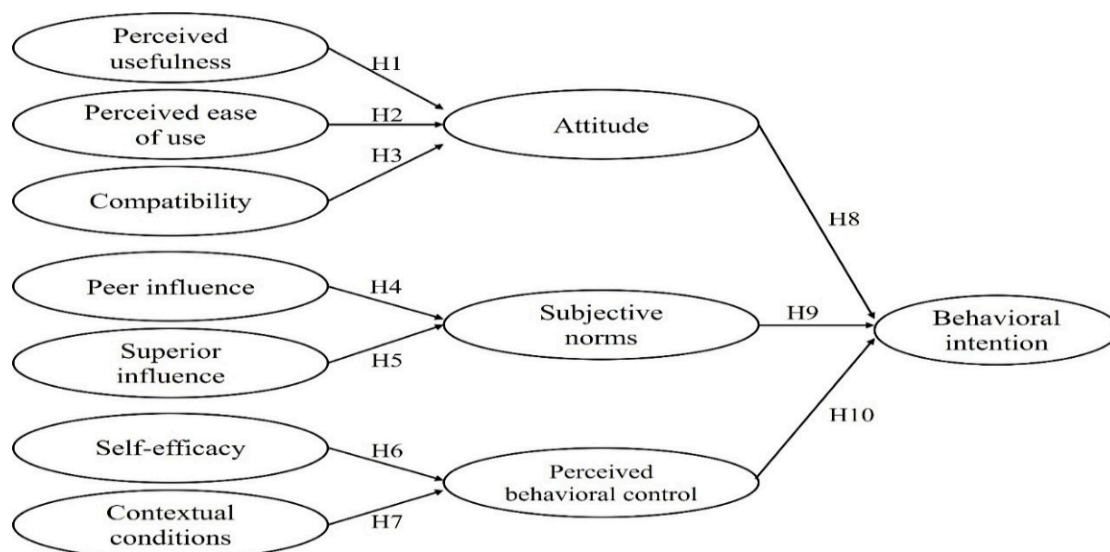 Perceived
usefulness
H1
Perceived ease
of use
H2
Attitude
H3
Compatibility
H8
Peer influence
H4
Subjective
norms
H9
Behavioral
intention
Superior
influence
H5
H10
Self-efficacy
H6
Perceived
behavioral control
Contextual
conditions
H7